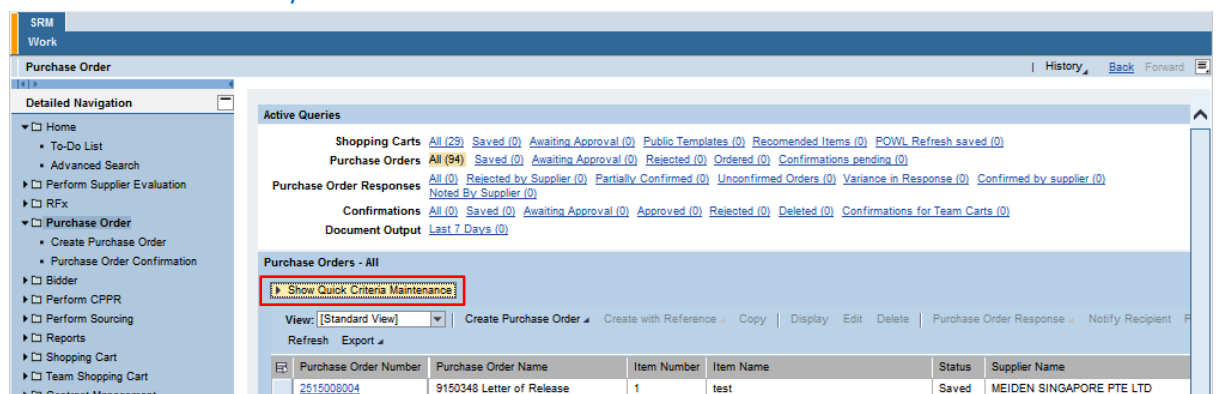 SRM
Work
Purchase Order
| History Back Forward
Detailed Navigation
Home
To-Do List
Advanced Search
Perform Supplier Evaluation
RFx
Purchase Order
Create Purchase Order
Purchase Order Confirmation
Bidder
Perform CPPR
Perform Sourcing
Reports
Shopping Cart
Team Shopping Cart
Active Queries
Shopping Carts All (29) Saved (0) Awaiting Approval (0) Public Templates (0) Recomended Items (0) POWL Refresh saved (0)
Purchase Orders All (94) Saved (0) Awaiting Approval (0) Rejected (0) Ordered (0) Confirmations pending (0)
Purchase Order Responses All (0) Rejected by Supplier (0) Partially Confirmed (0) Unconfirmed Orders (0) Variance in Response (0) Confirmed by supplier (0)
Noted By Supplier (0)
Confirmations All (0) Saved (0) Awaiting Approval (0) Approved (0) Rejected (0) Deleted (0) Confirmations for Team Carts (0)
Document Output Last 7 Days (0)
Purchase Orders - All
Show Quick Criteria Maintenance
View: [Standard View] | Create Purchase Order Create with Reference Copy | Display Edit Delete | Purchase Order Response Notify Recipient
Refresh Export
Purchase Order Number Purchase Order Name Item Number Item Name Status Supplier Name
2515008004 9150348 Letter of Release 1 test Saved MEIDEN SINGAPORE PTE LTD